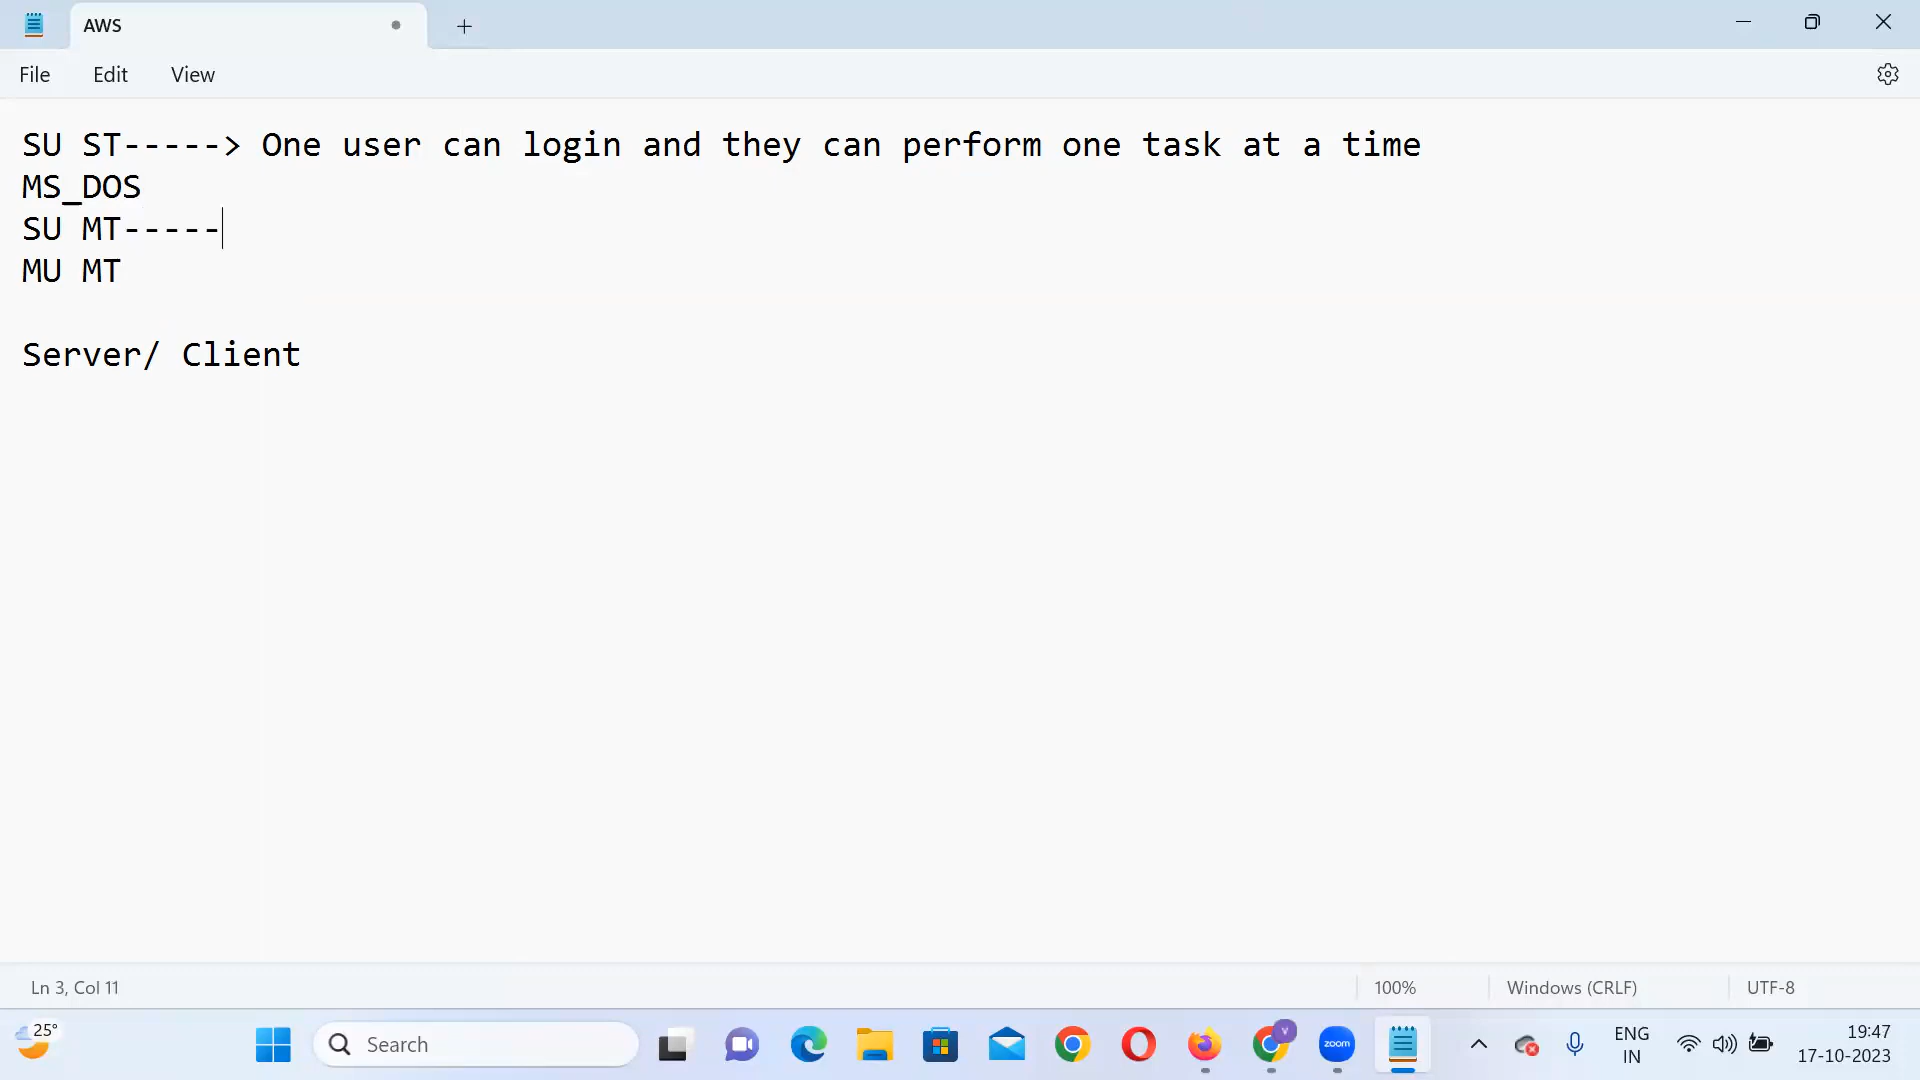 AWS
File Edit View
SU ST-----> One user can login and they can perform one task at a time
MS_DOS
SU MT-----
MU MT
Server/ Client
Ln 3, Col 11 100% Windows (CRLF) UTF-8
25° Search zoom V ENG 19:47
IN 17-10-2023